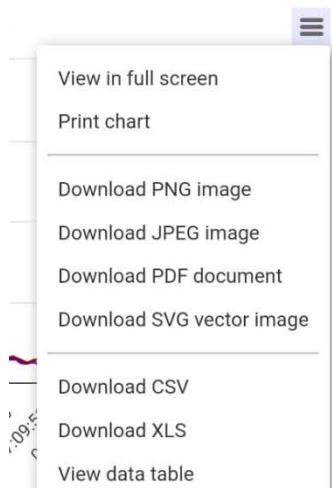 View in full screen
Print chart
Download PNG image
Download JPEG image
Download PDF document
Download SVG vector image
Download CSV
Download XLS
View data table